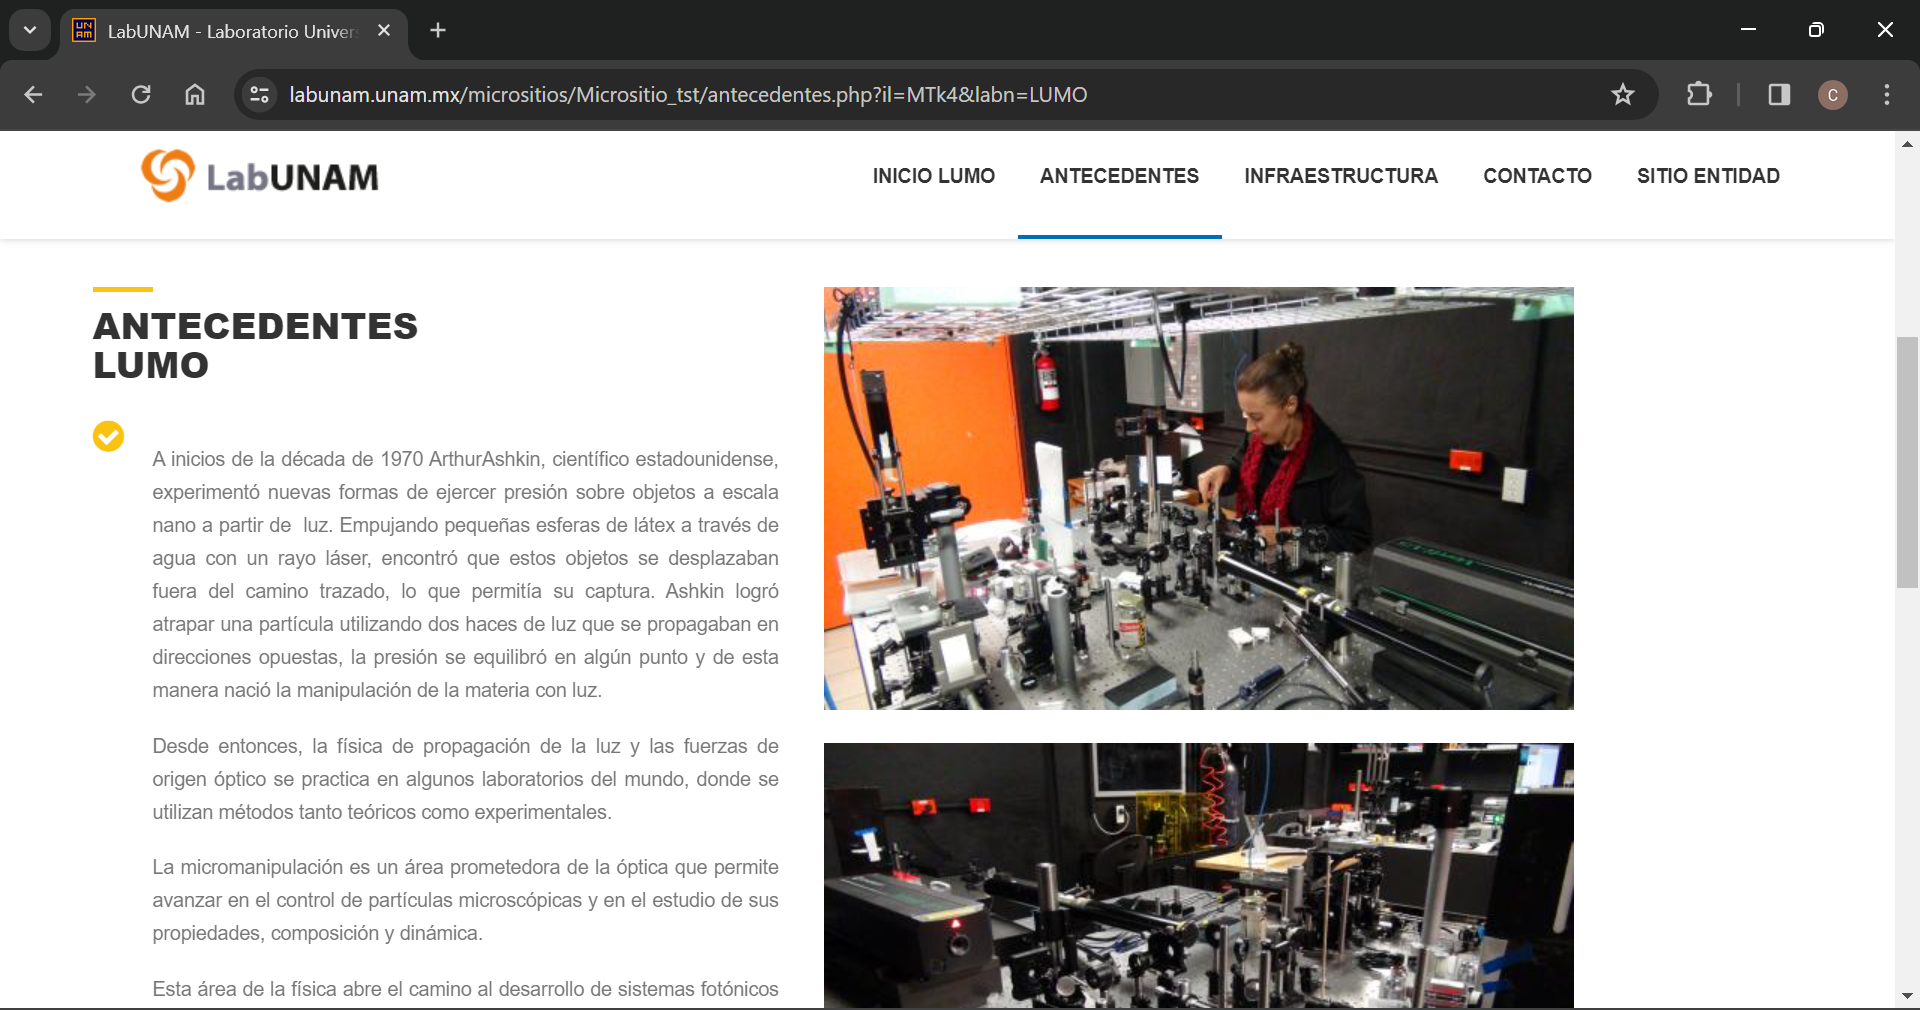 UN
AM
LabUNAM - Laboratorio Univer
labunam.unam.mx/micrositios/Micrositio_tst/antecedentes.php?il=MTk4&labn=LUMO
C
LabUNAM
INICIO LUMO
ANTECEDENTES
INFRAESTRUCTURA
CONTACTO
SITIO ENTIDAD
ANTECEDENTES
LUMO
A inicios de la década de 1970 ArthurAshkin, científico estadounidense,
experimentó nuevas formas de ejercer presión sobre objetos a escala
nano a partir de  luz. Empujando pequeñas esferas de látex a través de
agua con un rayo láser, encontró que estos objetos se desplazaban
fuera del camino trazado, lo que permitía su captura. Ashkin logró
atrapar una partícula utilizando dos haces de luz que se propagaban en
direcciones opuestas, la presión se equilibró en algún punto y de esta
manera nació la manipulación de la materia con luz.
Desde entonces, la física de propagación de la luz y las fuerzas de
origen óptico se practica en algunos laboratorios del mundo, donde se
utilizan métodos tanto teóricos como experimentales.
La micromanipulación es un área prometedora de la óptica que permite
avanzar en el control de partículas microscópicas y en el estudio de sus
propiedades, composición y dinámica.
Esta área de la física abre el camino al desarrollo de sistemas fotónicos